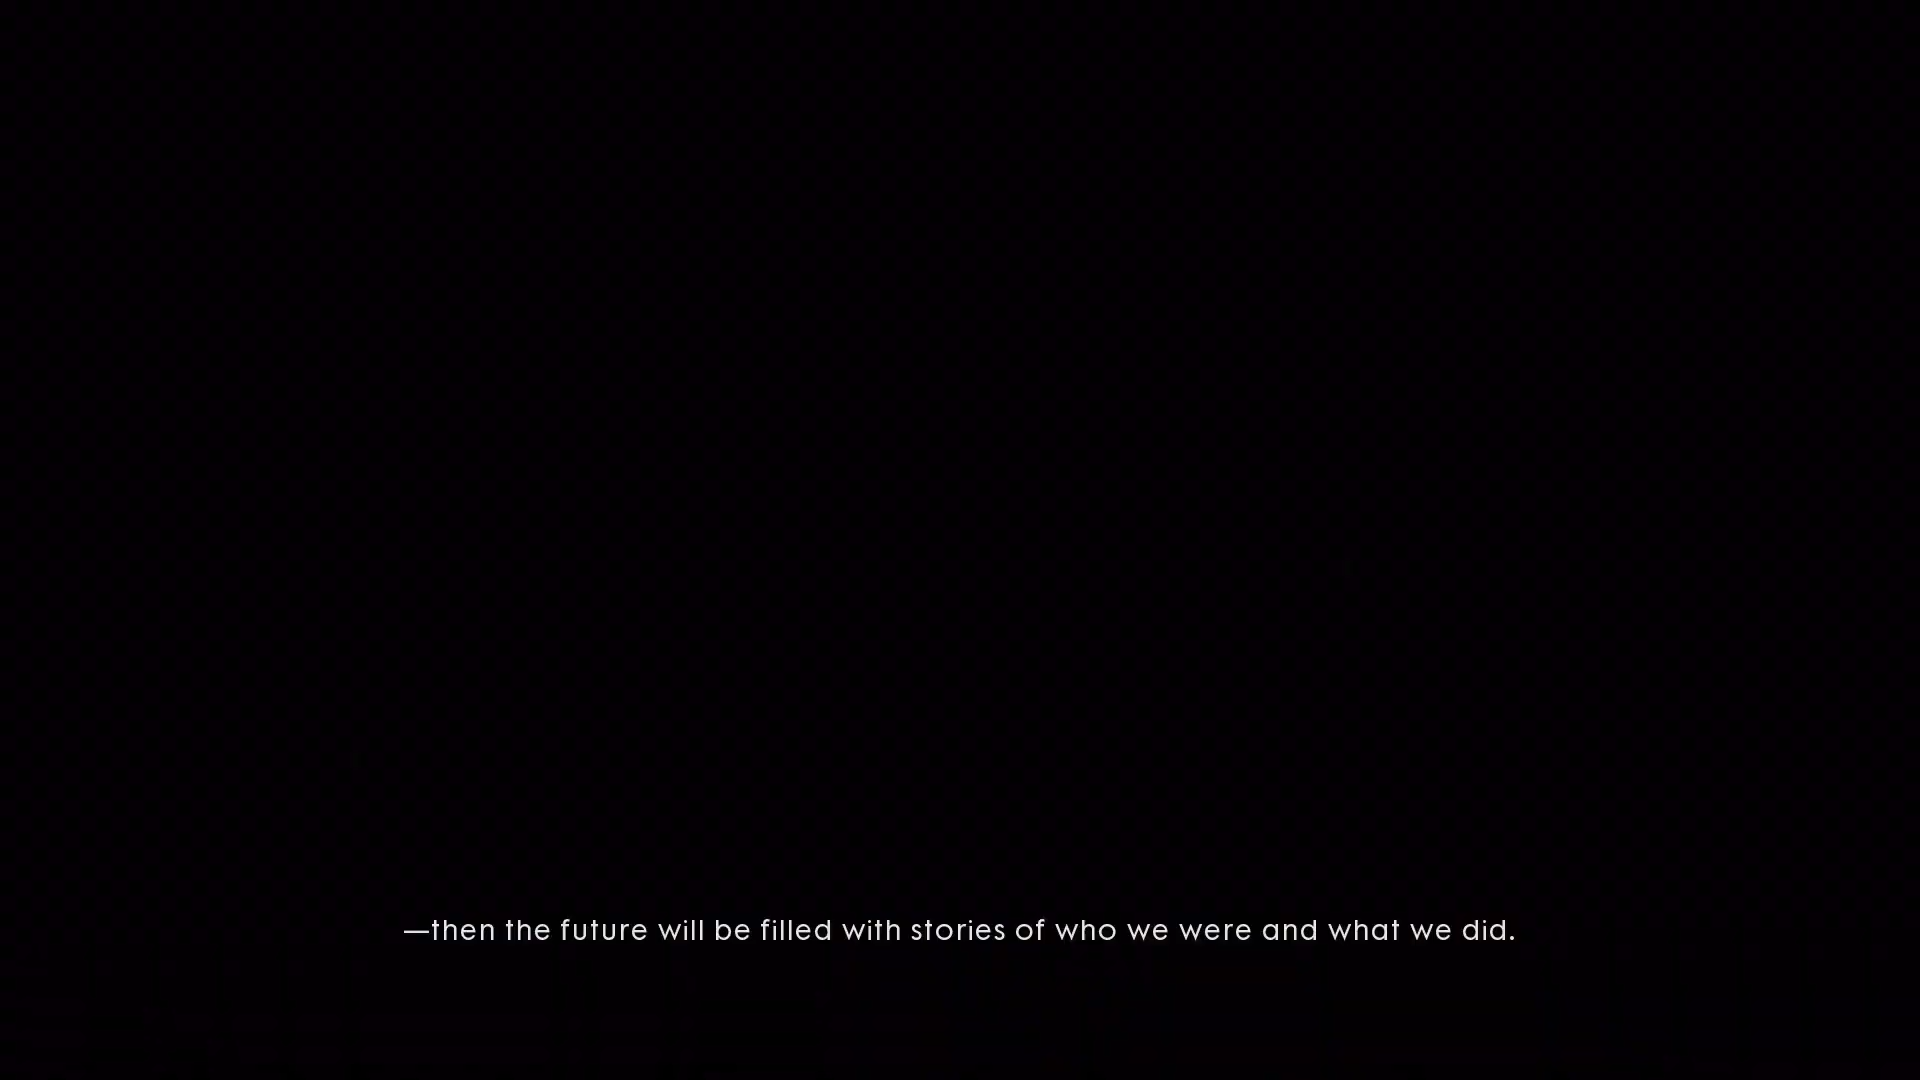 —then the future will be filled with stories of who we were and what we did.